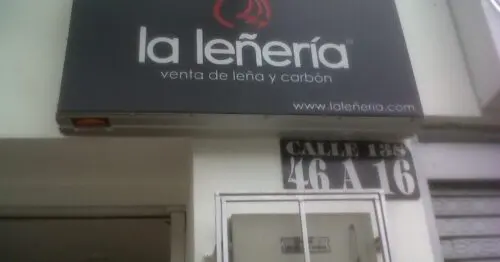 la leñería
venta de leña y carbón
www.laleñeria.com
CALLE 138
46 A 16